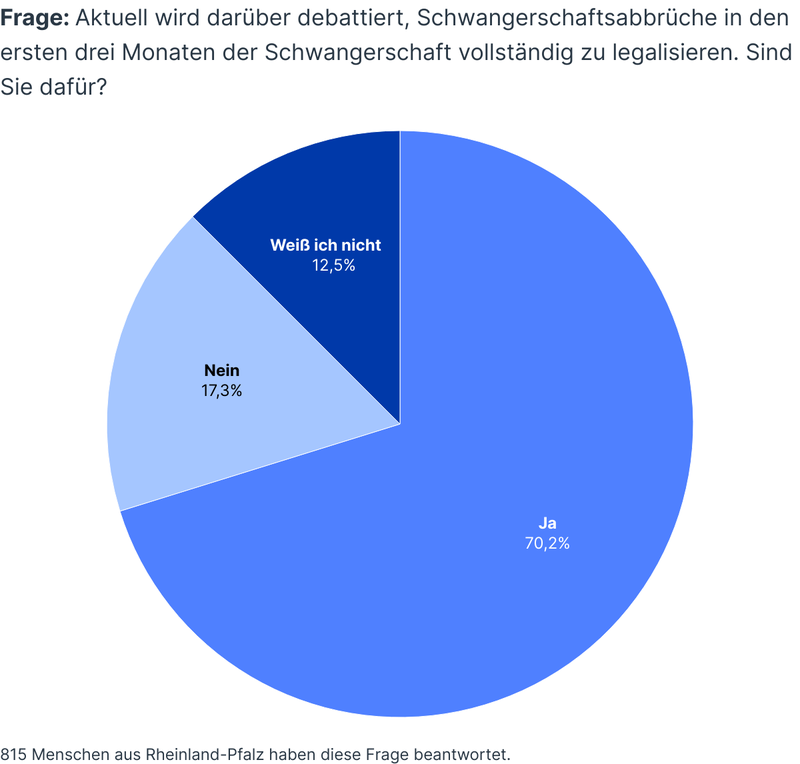 Frage: Aktuell wird darüber debattiert, Schwangerschaftsabbrüche in den
ersten drei Monaten der Schwangerschaft vollständig zu legalisieren. Sind
Sie dafür?
Weiß ich nicht
12,5%
Nein
17,3%
Ja
70,2%
815 Menschen aus Rheinland-Pfalz haben diese Frage beantwortet.